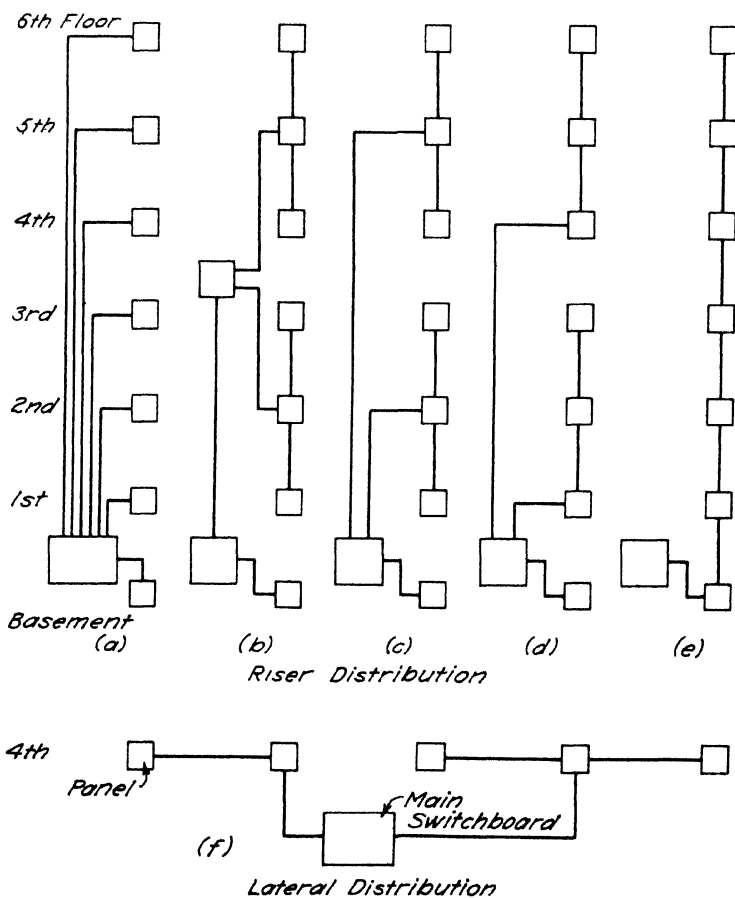 6th Floor
5th
4th
3rd
2nd
1st
Basement
(a) (b) (c) (d) (e)
Riser Distribution
4th
Panel
Main
Switchboard
(f)
Lateral Distribution